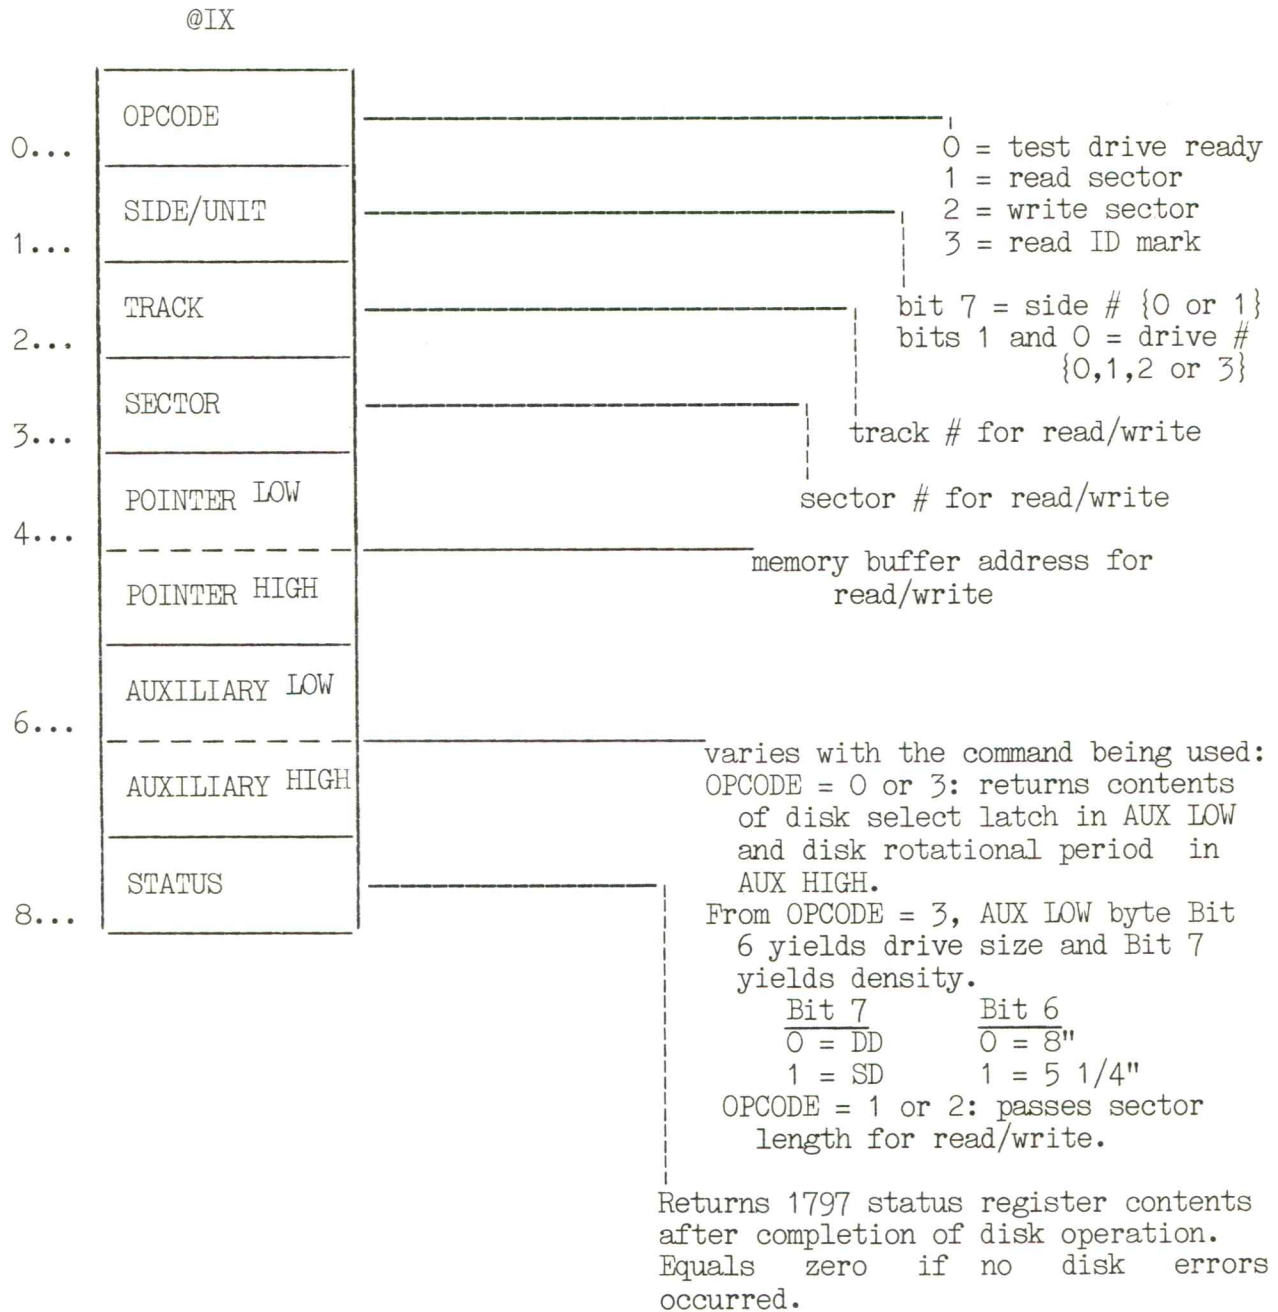 @IX
OPCODE
0...
0 = test drive ready
1 = read sector
2 = write sector
3 = read ID mark
SIDE/UNIT
1...
bit 7 = side # {0 or 1}
bits 1 and 0 = drive #
{0,1,2 or 3}
TRACK
2...
track # for read/write
SECTOR
3...
sector # for read/write
POINTER LOW
4...
POINTER HIGH
memory buffer address for
read/write
AUXILIARY LOW
6...
AUXILIARY HIGH
varies with the command being used:
OPCODE = 0 or 3: returns contents
of disk select latch in AUX LOW
and disk rotational period in
AUX HIGH.
From OPCODE = 3, AUX LOW byte Bit
6 yields drive size and Bit 7
yields density.
Bit 7 Bit 6
0 = DD 0 = 8"
1 = SD 1 = 5 1/4"
OPCODE = 1 or 2: passes sector
length for read/write.
STATUS
8...
Returns 1797 status register contents
after completion of disk operation.
Equals zero if no disk errors
occurred.